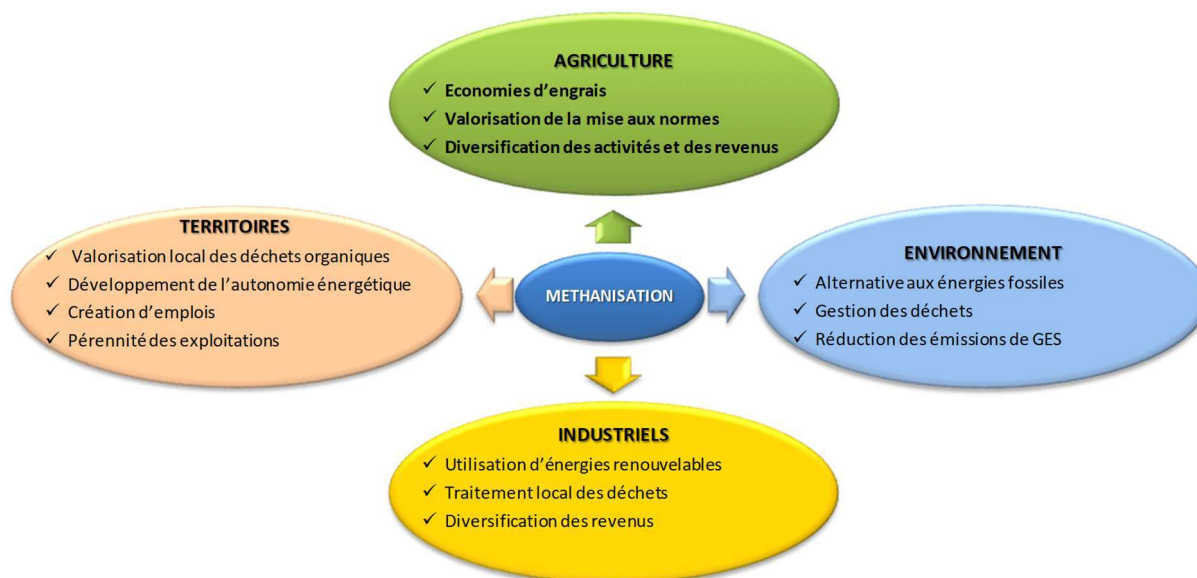 AGRICULTURE
✓ Economies d'engrais
✓ Valorisation de la mise aux normes
✓ Diversification des activités et des revenus
TERRITOIRES
✓ Valorisation local des déchets organiques
✓ Développement de l'autonomie énergétique
✓ Création d'emplois
✓ Pérennité des exploitations
METHANISATION
ENVIRONNEMENT
✓ Alternative aux énergies fossiles
✓ Gestion des déchets
✓ Réduction des émissions de GES
INDUSTRIELS
✓ Utilisation d'énergies renouvelables
✓ Traitement local des déchets
✓ Diversification des revenus